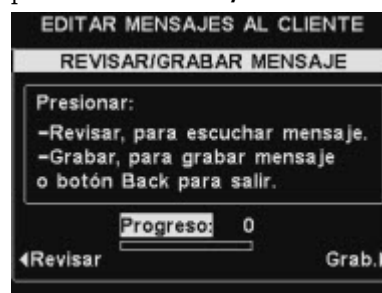 EDITAR MENSAJES AL CLIENTE
REVISAR/GRABAR MENSAJE
Presionar:
-Revisar, para escuchar mensaje.
-Grabar, para grabar mensaje
o botón Back para salir.
Progreso: 0
◀Revisar Grab.